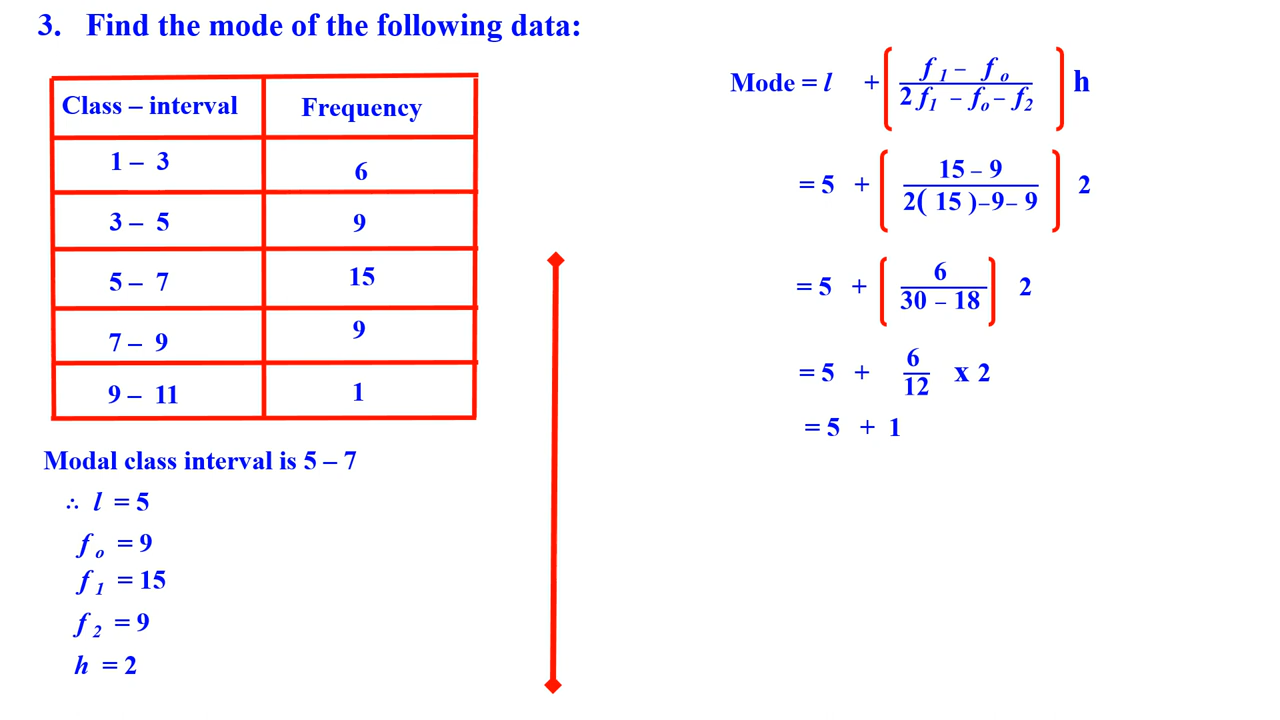 3. Find the mode of the following data:
Class – interval Frequency
1 – 3 6
3 – 5 9
5 – 7 15
7 – 9 9
9 – 11 1
Modal class interval is 5 – 7
∴ l = 5
f₀ = 9
f₁ = 15
f₂ = 9
h = 2
Mode = l + [ (f₁ – f₀) / (2f₁ – f₀ – f₂) ] h
= 5 + [ (15 – 9) / (2( 15 )–9– 9) ] 2
= 5 + [ 6 / (30 – 18) ] 2
= 5 + 6/12 x 2
= 5 + 1